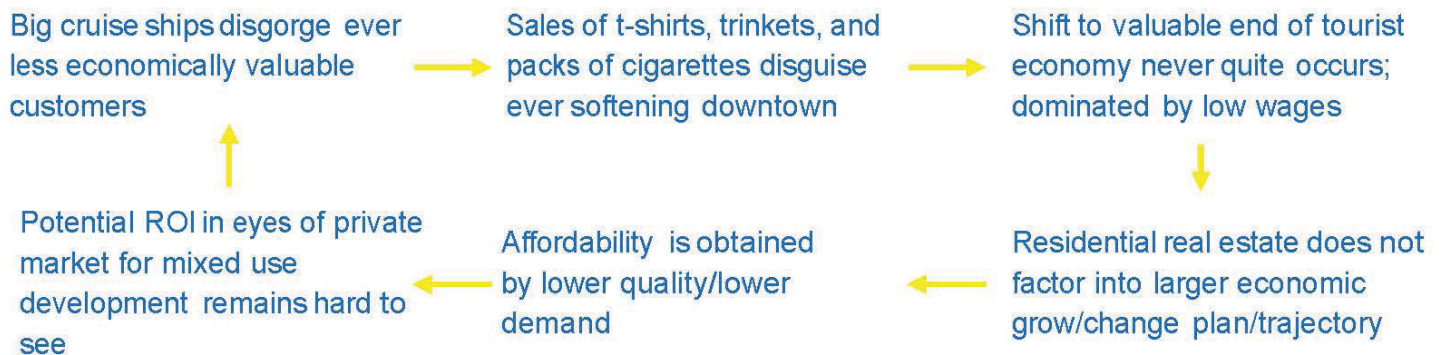 Big cruise ships disgorge ever
less economically valuable
customers
Sales of t-shirts, trinkets, and
packs of cigarettes disguise
ever softening downtown
Shift to valuable end of tourist
economy never quite occurs;
dominated by low wages
Residential real estate does not
factor into larger economic
grow/change plan/trajectory
Affordability is obtained
by lower quality/lower
demand
Potential ROI in eyes of private
market for mixed use
development remains hard to
see